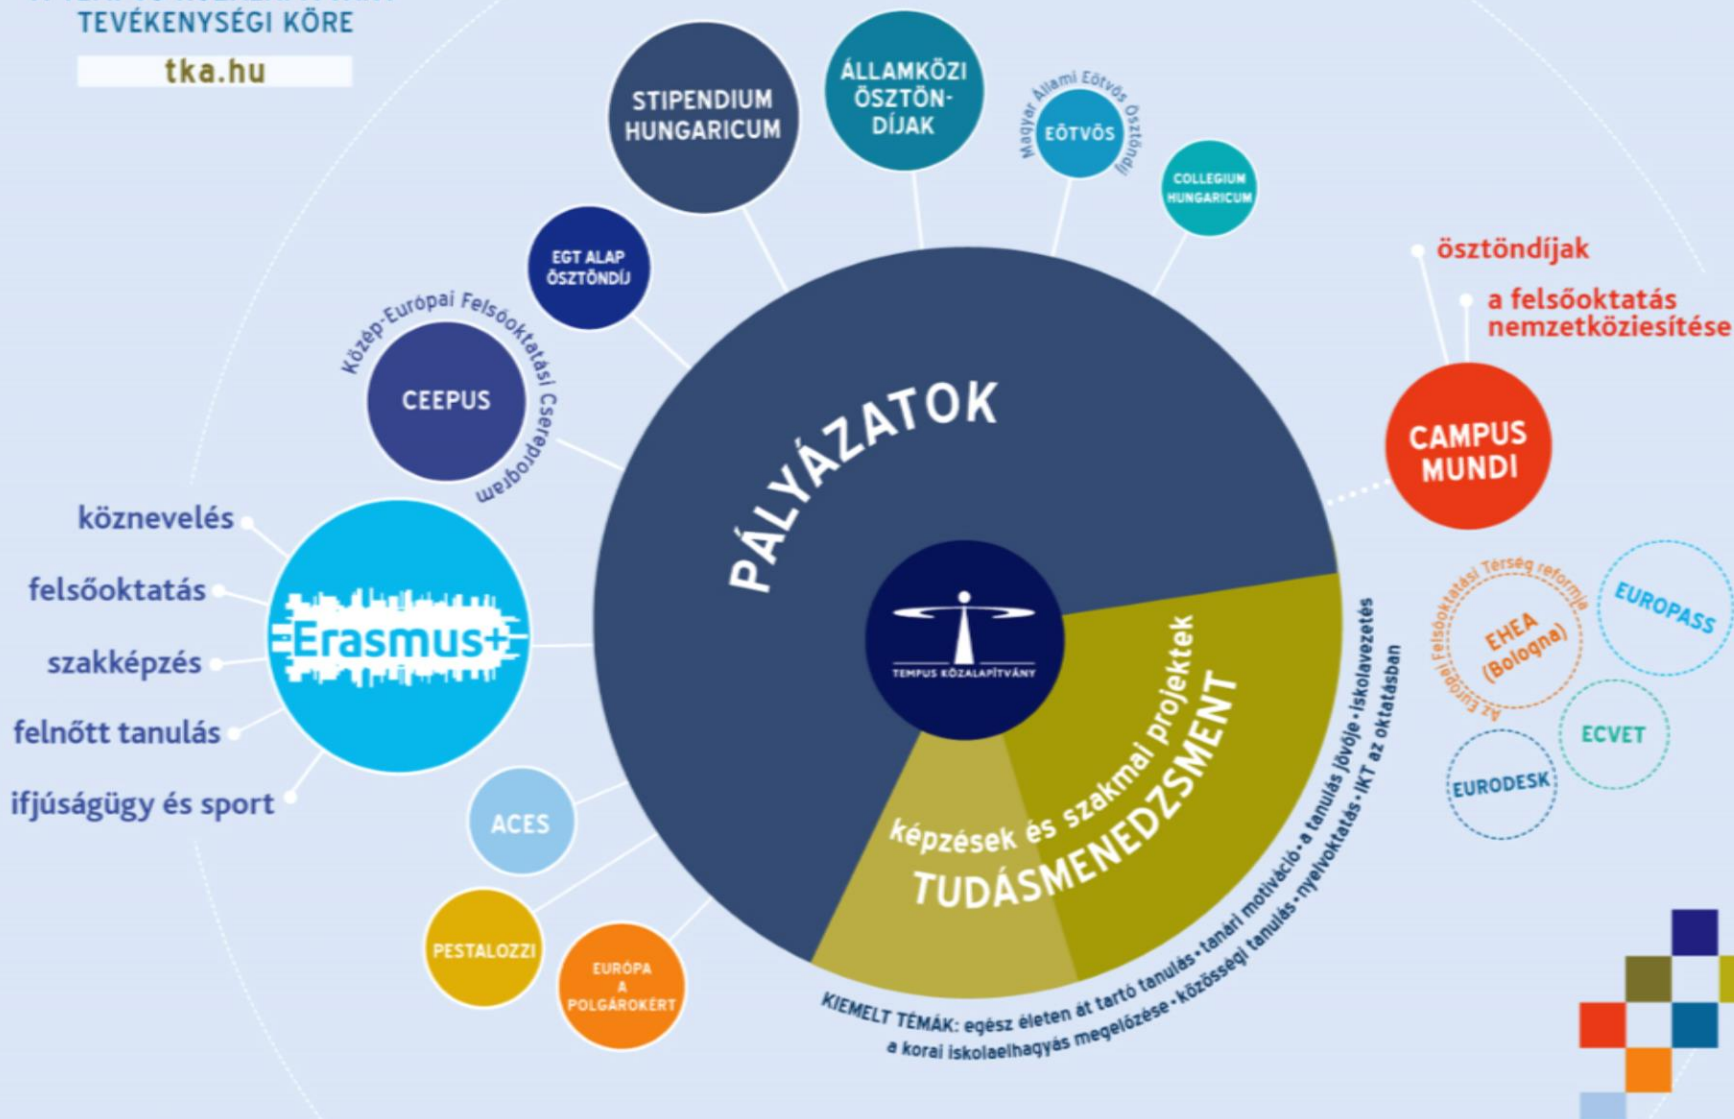 TEVÉKENYSÉGI KÖRE
tka.hu
STIPENDIUM
HUNGARICUM
ÁLLAMKÖZI
ÖSZTÖN-
DÍJAK
Magyar Állami Eötvös Ösztöndíj
EÖTVÖS
COLLEGIUM
HUNGARICUM
EGT ALAP
ÖSZTÖNDÍJ
Közép-Európai Felsőoktatási Csereprogram
CEEPUS
ösztöndíjak
a felsőoktatás
nemzetköziesítése
CAMPUS
MUNDI
köznevelés
felsőoktatás
szakképzés
felnőtt tanulás
ifjúságügy és sport
Erasmus+
PÁLYÁZATOK
TEMPUS KÖZALAPÍTVÁNY
képzések és szakmai projektek
TUDÁSMENEDZSMENT
Az Európai Felsőoktatási Térség reformja
EHEA
(Bologna)
EUROPASS
ECVET
EURODESK
ACES
PESTALOZZI
EURÓPA
A
POLGÁROKÉRT
KIEMELT TÉMÁK: egész életen át tartó tanulás • tanári motiváció • a tanulás jövője • iskolavezetés
a korai iskolaelhagyás megelőzése • közösségi tanulás • nyelvoktatás • IKT az oktatásban